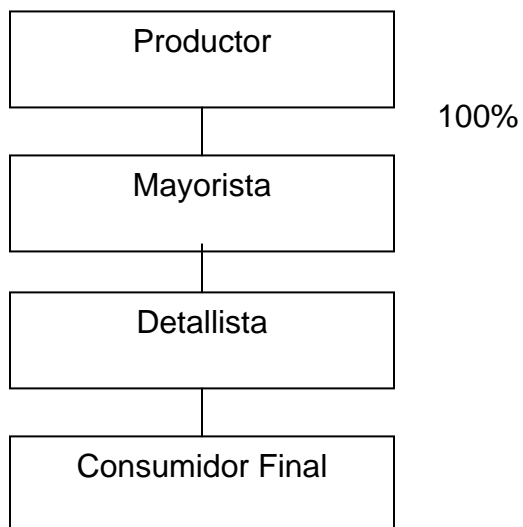 Productor
100%
Mayorista
Detallista
Consumidor Final